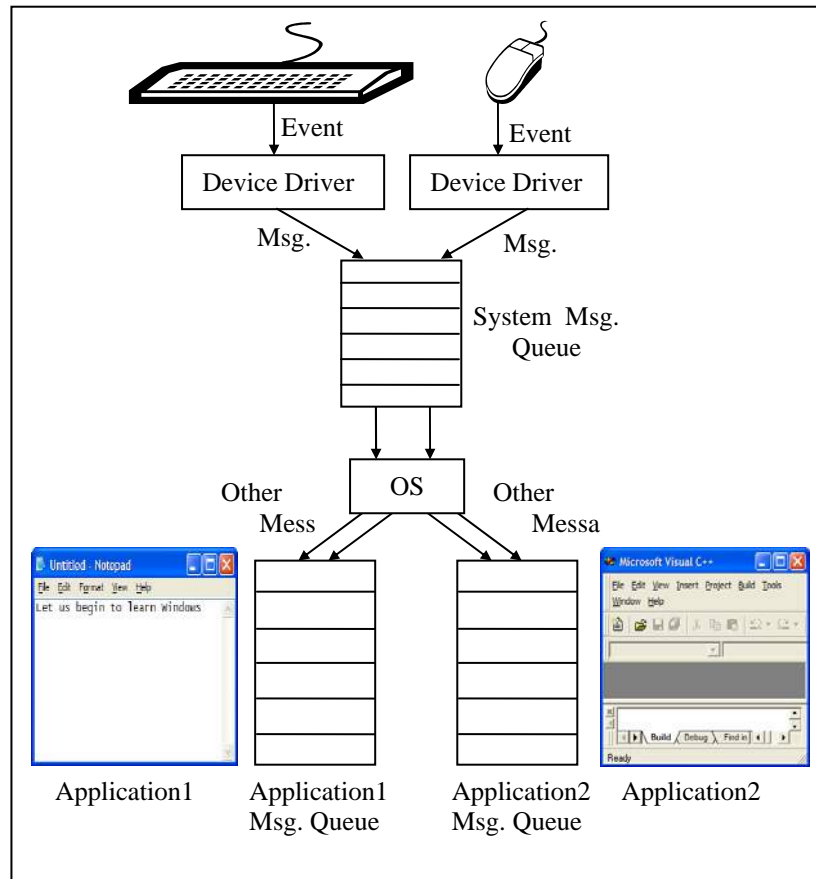 Event
Event
Device Driver
Device Driver
Msg.
Msg.
System Msg.
Queue
OS
Other
Mess
Other
Messa
Untitled - Notepad
File Edit Format View Help
Let us begin to learn Windows
Microsoft Visual C++
File Edit View Insert Project Build Tools
Window Help
Build Debug Find in
Ready
Application1
Application1
Msg. Queue
Application2
Msg. Queue
Application2